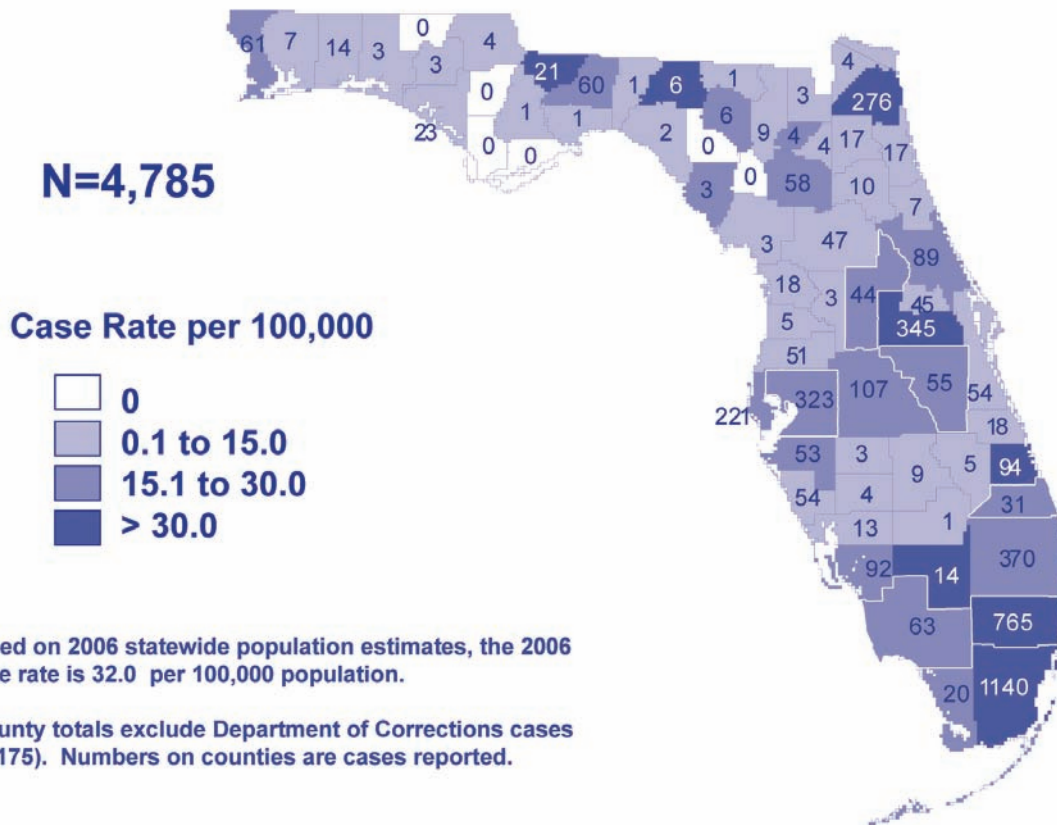 0
61 7 14 3 3 4
21 60 1 6 1 3 4 276
0 1 1 2 6 9 4 4 17 17
23 0 0 0 0
3 58 10 7
N=4,785
3 47 89
18 3 44 45
345
5
Case Rate per 100,000
51
0
323 107 55 54
221
0.1 to 15.0
18
15.1 to 30.0
53 3 9 5 94
> 30.0
54 4 31
13 1
92 14 370
63 765
ed on 2006 statewide population estimates, the 2006
e rate is 32.0 per 100,000 population.
20 1140
unty totals exclude Department of Corrections cases
175). Numbers on counties are cases reported.